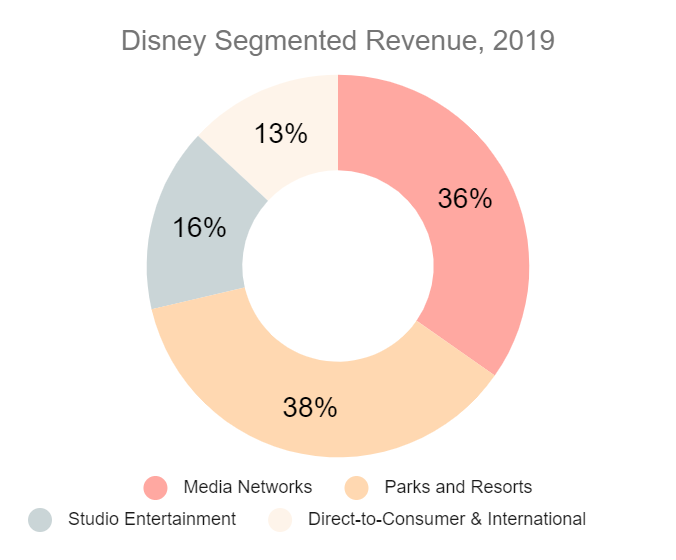 Disney Segmented Revenue, 2019
13%
36%
16%
38%
Media Networks Parks and Resorts
Studio Entertainment Direct-to-Consumer & International